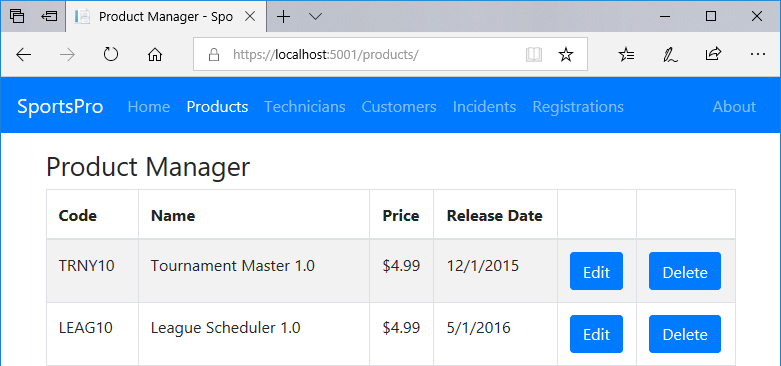 Product Manager - Spo
https://localhost:5001/products/
SportsPro Home Products Technicians Customers Incidents Registrations About
Product Manager
Code Name Price Release Date
TRNY10 Tournament Master 1.0 $4.99 12/1/2015 Edit Delete
LEAG10 League Scheduler 1.0 $4.99 5/1/2016 Edit Delete